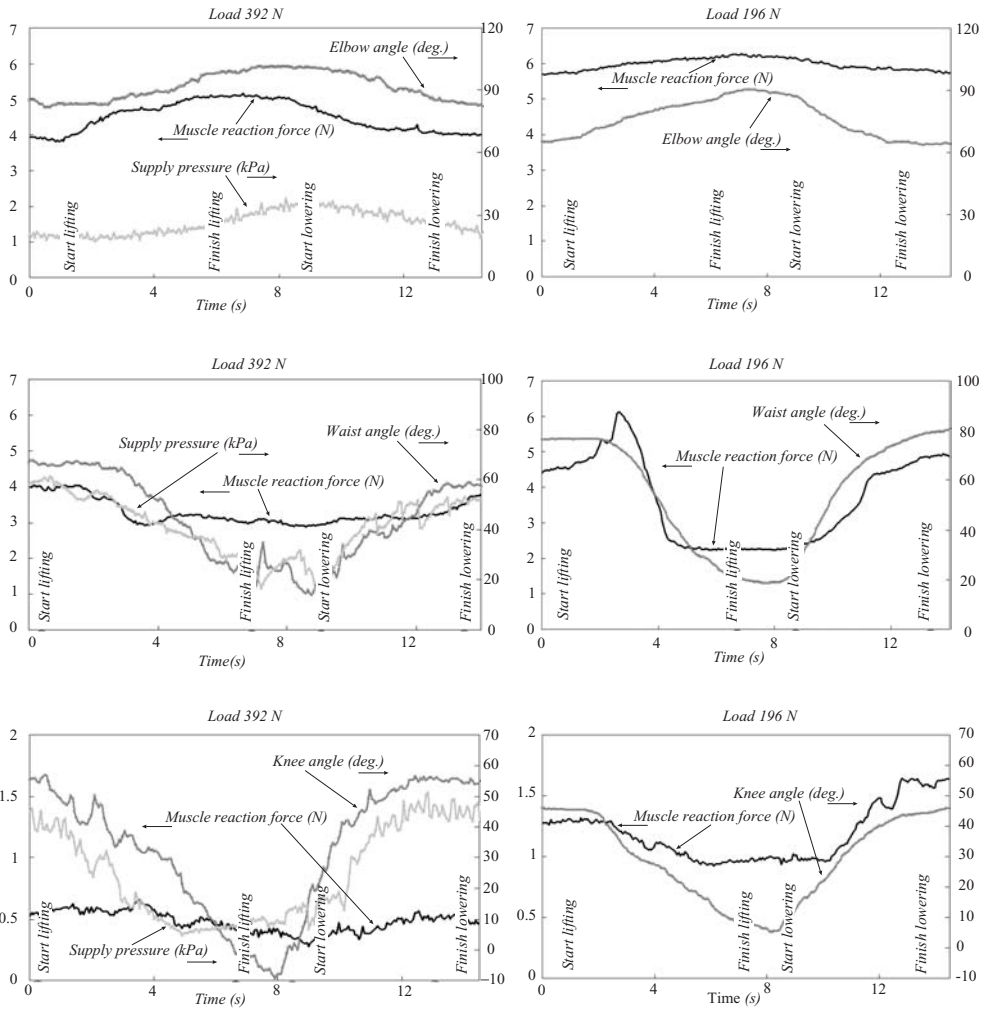 Load 392 N
7
6
5
4
3
2
1
0
120
90
60
30
0
Elbow angle (deg.)
Muscle reaction force (N)
Supply pressure (kPa)
Start lifting
Finish lifting
Start lowering
Finish lowering
0 4 8 12
Time (s)
Load 196 N
7
6
5
4
3
2
1
0
120
90
60
30
0
Muscle reaction force (N)
Elbow angle (deg.)
Start lifting
Finish lifting
Start lowering
Finish lowering
0 4 8 12
Time (s)
Load 392 N
7
6
5
4
3
2
1
0
100
80
60
40
20
0
Supply pressure (kPa)
Waist angle (deg.)
Muscle reaction force (N)
Start lifting
Finish lifting
Start lowering
Finish lowering
0 4 8 12
Time(s)
Load 196 N
7
6
5
4
3
2
1
0
100
80
60
40
20
0
Waist angle (deg.)
Muscle reaction force (N)
Start lifting
Finish lifting
Start lowering
Finish lowering
0 4 8 12
Time (s)
Load 392 N
2
1.5
1
0.5
0
70
60
50
40
30
20
10
0
−10
Knee angle (deg.)
Muscle reaction force (N)
Supply pressure (kPa)
Start lifting
Finish lifting
Start lowering
Finish lowering
0 4 8 12
Time (s)
Load 196 N
2
1.5
1
0.5
0
70
60
50
40
30
20
10
0
−10
Knee angle (deg.)
Muscle reaction force (N)
Start lifting
Finish lifting
Start lowering
Finish lowering
0 4 8 12
Time (s)